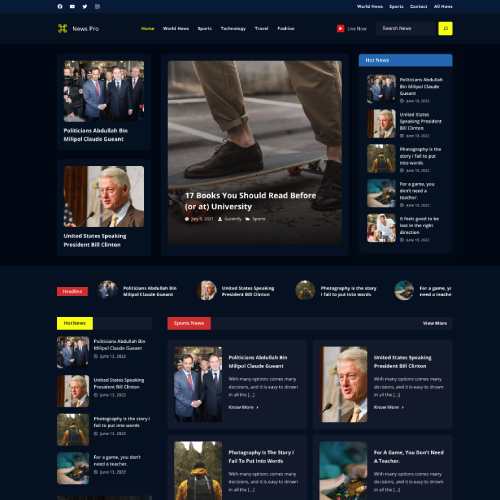 World News Sports Contact All News
News Pro
Home World News Sports Technology Travel Fashion
Live Now
Search News
Politicians Abdullah Bin
Milipol Claude Gueant
United States Speaking
President Bill Clinton
17 Books You Should Read Before
(or at) University
July 9, 2021 Gutenify Sports
Hot News
Politicians Abdullah
Bin Milipol Claude
Gueant
June 13, 2022
United States
Speaking President
Bill Clinton
June 13, 2022
Photography is the
story I fail to put
into words
June 13, 2022
For a game, you
don't need a
teacher.
June 13, 2022
It feels good to be
lost in the right
direction
June 13, 2022
Headline
Politicians Abdullah Bin
Milipol Claude Gueant
United States Speaking
President Bill Clinton
Photography is the story
I fail to put into words
For a game, yo
need a teache
HotNews
Politicians Abdullah Bin
Milipol Claude Gueant
June 13, 2022
United States Speaking
President Bill Clinton
June 13, 2022
Photography is the story I
fail to put into words
June 13, 2022
For a game, you don't
need a teacher.
June 13, 2022
Sports News
View More
Politicians Abdullah Bin
Milipol Claude Gueant
With many options comes many
decisions, and it is easy to drown
in all the [...]
Know More
United States Speaking
President Bill Clinton
With many options comes many
decisions, and it is easy to drown
in all the [...]
Know More
Photography Is The Story I
Fail To Put Into Words
With many options comes many
decisions, and it is easy to drown
in all the [...]
For A Game, You Don't Need
A Teacher.
With many options comes many
decisions, and it is easy to drown
in all the [...]